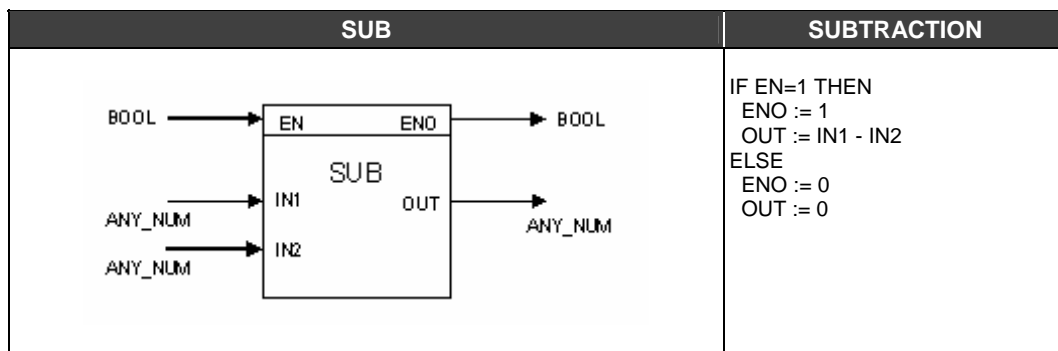 SUB
SUBTRACTION
BOOL
EN
ENO
BOOL
SUB
IN1
OUT
ANY_NUM
ANY_NUM
IN2
ANY_NUM
IF EN=1 THEN
ENO := 1
OUT := IN1 - IN2
ELSE
ENO := 0
OUT := 0